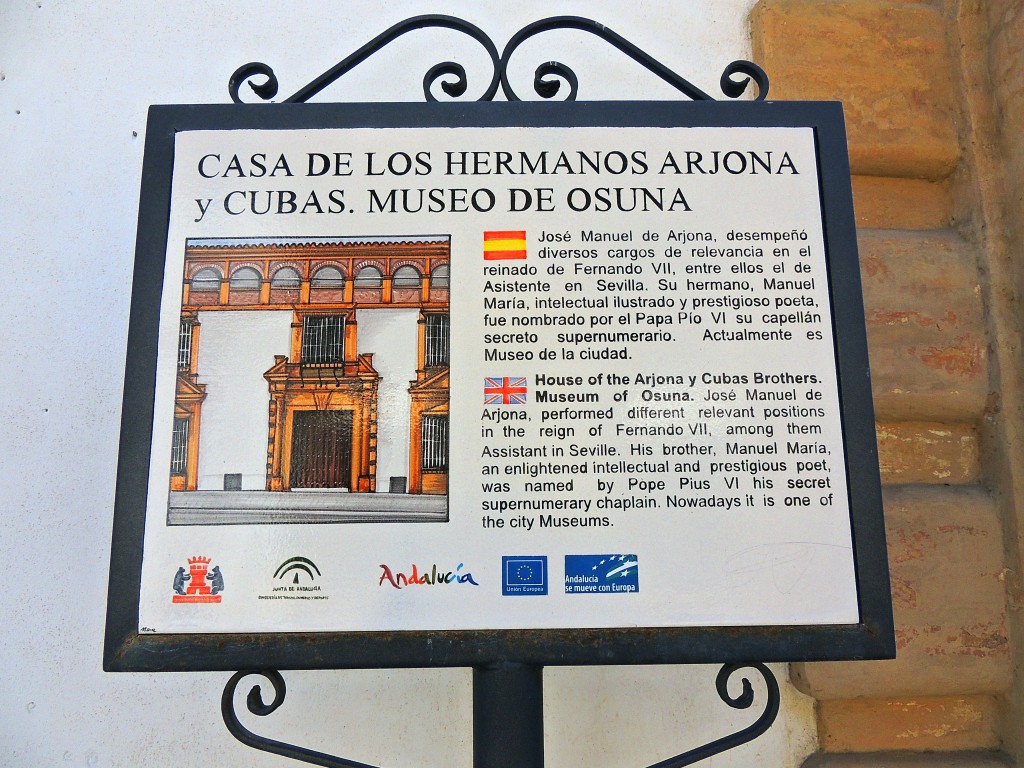 CASA DE LOS HERMANOS ARJONA
y CUBAS. MUSEO DE OSUNA
José Manuel de Arjona, desempeñó
diversos cargos de relevancia en el
reinado de Fernando VII, entre ellos el de
Asistente en Sevilla. Su hermano, Manuel
María, intelectual ilustrado y prestigioso poeta,
fue nombrado por el Papa Pío VI su capellán
secreto supernumerario. Actualmente es
Museo de la ciudad.
House of the Arjona y Cubas Brothers.
Museum of Osuna. José Manuel de
Arjona, performed different relevant positions
in the reign of Fernando VII, among them
Assistant in Seville. His brother, Manuel María,
an enlightened intellectual and prestigious poet,
was named by Pope Pius VI his secret
supernumerary chaplain. Nowadays it is one of
the city Museums.
JUNTA DE ANDALUCIA
Andalucía
Unión Europea
Andalucía
se mueve con Europa